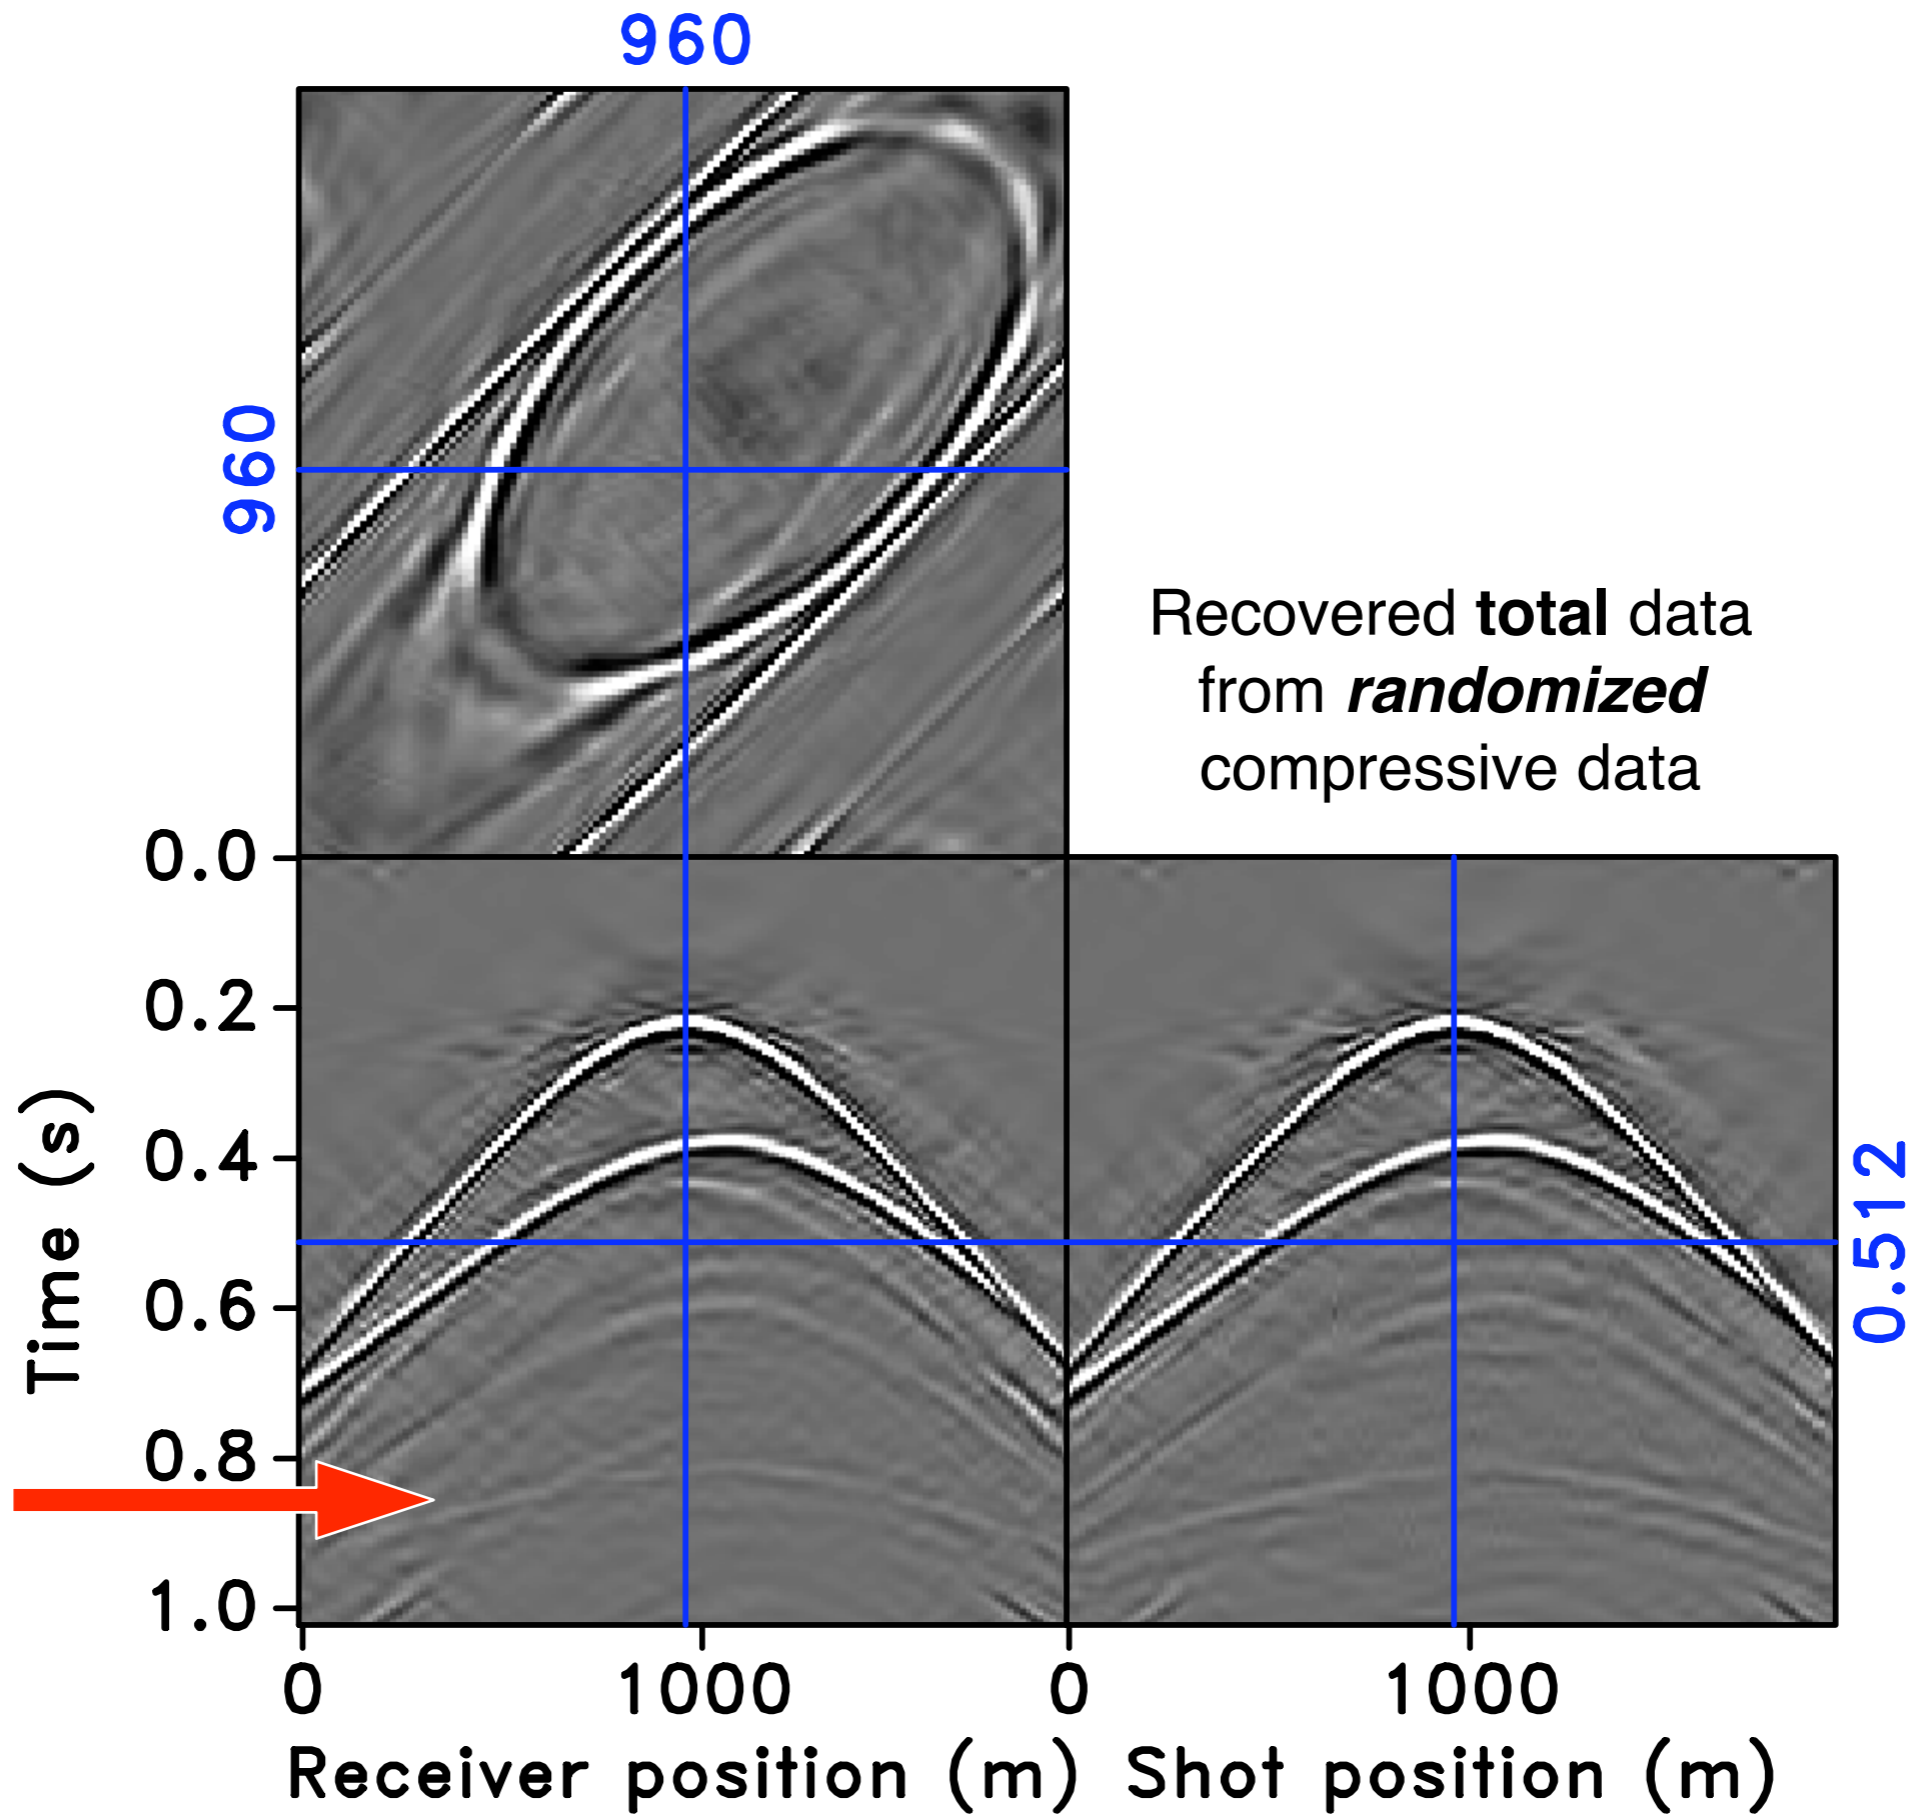 960
960
Recovered total data
from randomized
compressive data
0.0
0.2
0.4
0.6
0.8
1.0
Time (s)
0.512
0 1000 0 1000
Receiver position (m) Shot position (m)